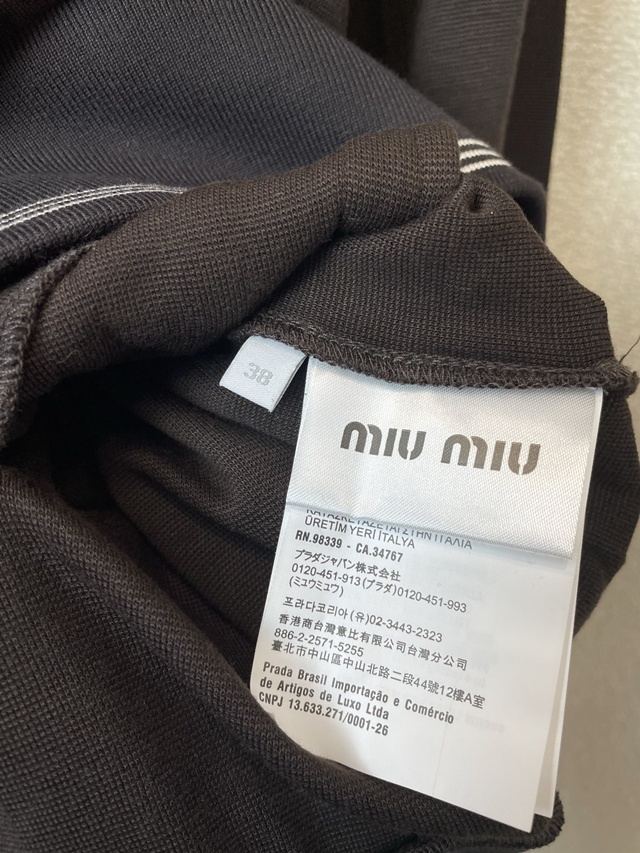 38
miu miu
ÜRETİM YERİ İTALYA
RN.98339 - CA.34767
プラダジャパン株式会社
0120-451-913(プラダ)0120-451-993
(ミュウミュウ)
프라다코리아 (유)02-3443-2323
香港商台灣意比有限公司台灣分公司
886-2-2571-5255
臺北市中山區中山北路二段44號12樓A室
Prada Brasil Importação e Comércio
de Artigos de Luxo Ltda
CNPJ 13.633.271/0001-26